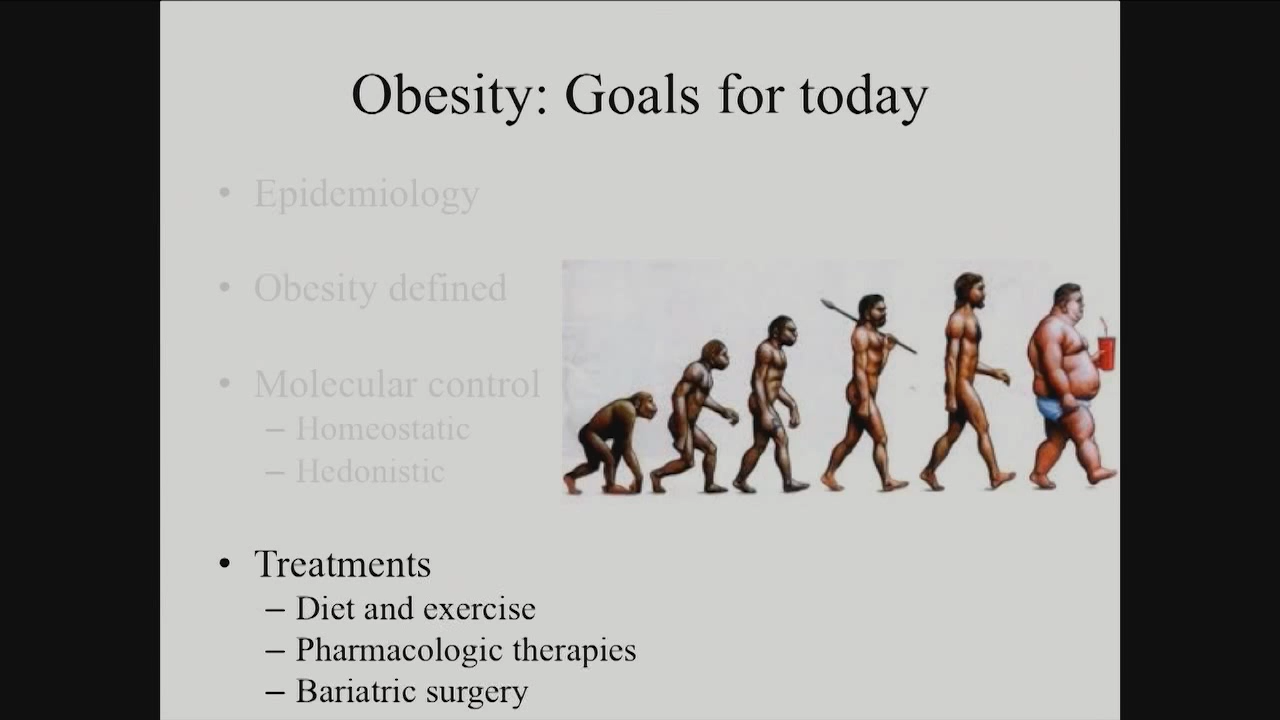 Obesity: Goals for today
• Epidemiology
• Obesity defined
• Molecular control
– Homeostatic
– Hedonistic
• Treatments
– Diet and exercise
– Pharmacologic therapies
– Bariatric surgery